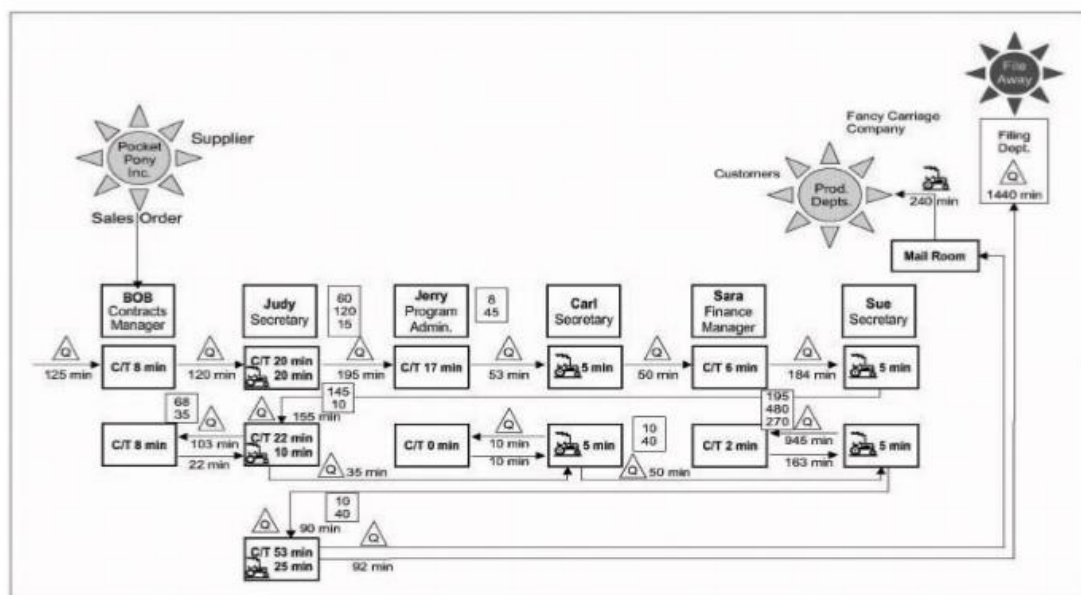 File
Away
Fancy Carriage
Company
Filing
Dept.
Q
1440 min
Pocket
Pony
Inc.
Supplier
Customers
Prod.
Depts.
240 min
Sales Order
Mail Room
BOB
Contracts
Manager
Judy
Secretary
60
120
15
Jerry
Program
Admin.
8
45
Carl
Secretary
Sara
Finance
Manager
Sue
Secretary
Q
125 min
C/T 8 min
Q
120 min
C/T 20 min
20 min
Q
195 min
C/T 17 min
Q
53 min
5 min
Q
50 min
C/T 6 min
Q
184 min
5 min
68
35
145
10
155 min
195
480
270
C/T 8 min
Q
103 min
22 min
Q
C/T 22 min
10 min
C/T 0 min
Q
10 min
10 min
5 min
10
40
C/T 2 min
Q
945 min
163 min
5 min
Q
35 min
Q
50 min
10
40
Q
90 min
Q
C/T 53 min
25 min
92 min